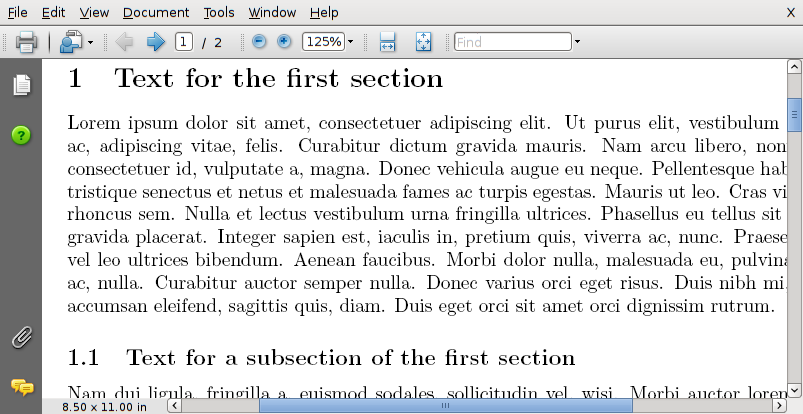 File Edit View Document Tools Window Help X
1 / 2 125% Find
1 Text for the first section
Lorem ipsum dolor sit amet, consectetuer adipiscing elit. Ut purus elit, vestibulum
ac, adipiscing vitae, felis. Curabitur dictum gravida mauris. Nam arcu libero, non
consectetuer id, vulputate a, magna. Donec vehicula augue eu neque. Pellentesque hab
tristique senectus et netus et malesuada fames ac turpis egestas. Mauris ut leo. Cras vi
rhoncus sem. Nulla et lectus vestibulum urna fringilla ultrices. Phasellus eu tellus sit
gravida placerat. Integer sapien est, iaculis in, pretium quis, viverra ac, nunc. Praese
vel leo ultrices bibendum. Aenean faucibus. Morbi dolor nulla, malesuada eu, pulvina
ac, nulla. Curabitur auctor semper nulla. Donec varius orci eget risus. Duis nibh mi
accumsan eleifend, sagittis quis, diam. Duis eget orci sit amet orci dignissim rutrum.
1.1 Text for a subsection of the first section
Nam dui ligula, fringilla a, euismod sodales, sollicitudin vel, wisi. Morbi auctor lorem
8.50 x 11.00 in